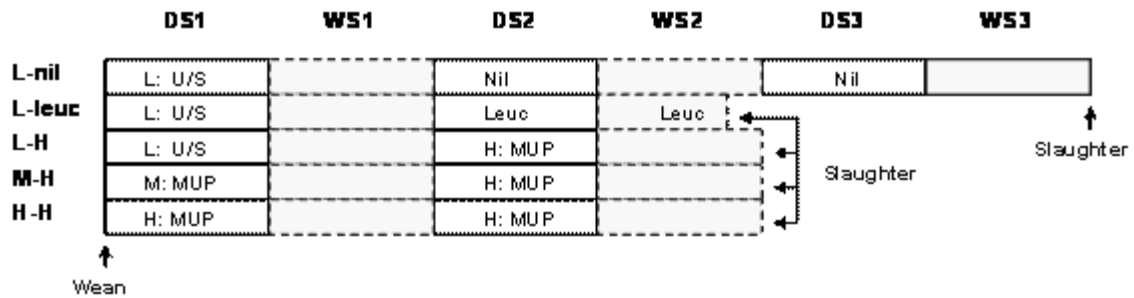 DS1 WS1 DS2 WS2 DS3 WS3
L-nil L: U/S Nil Nil
L-leuc L: U/S Leuc Leuc
L-H L: U/S H: MUP
M-H M: MUP H: MUP
H-H H: MUP H: MUP
Slaughter
Slaughter
Wean